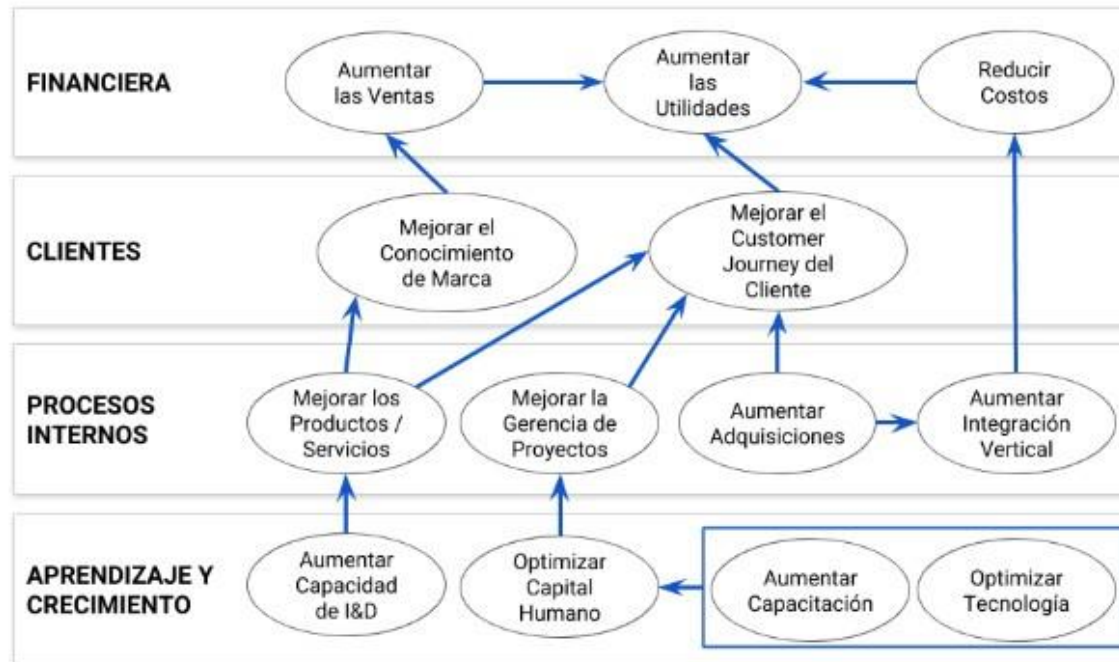 FINANCIERA
Aumentar
las Ventas
Aumentar
las
Utilidades
Reducir
Costos
CLIENTES
Mejorar el
Conocimiento
de Marca
Mejorar el
Customer
Journey del
Cliente
PROCESOS
INTERNOS
Mejorar los
Productos /
Servicios
Mejorar la
Gerencia de
Proyectos
Aumentar
Adquisiciones
Aumentar
Integración
Vertical
APRENDIZAJE Y
CRECIMIENTO
Aumentar
Capacidad
de I&D
Optimizar
Capital
Humano
Aumentar
Capacitación
Optimizar
Tecnología